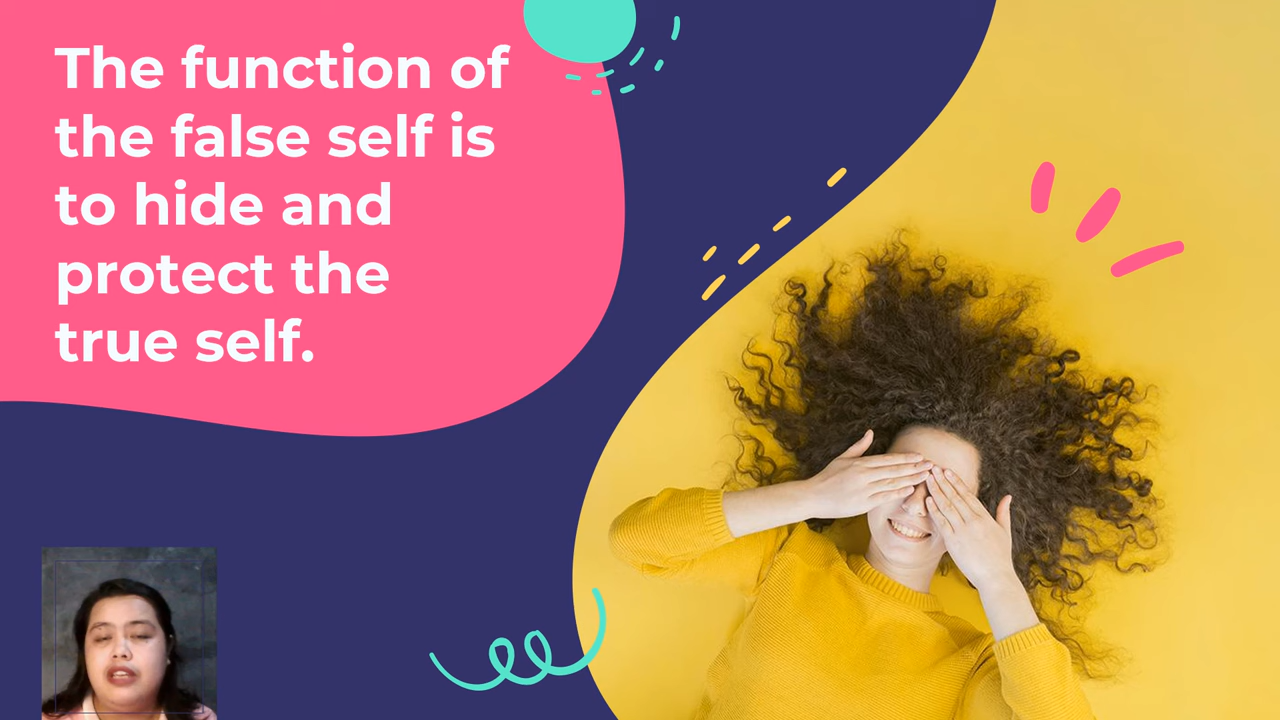 The function of
the false self is
to hide and
protect the
true self.